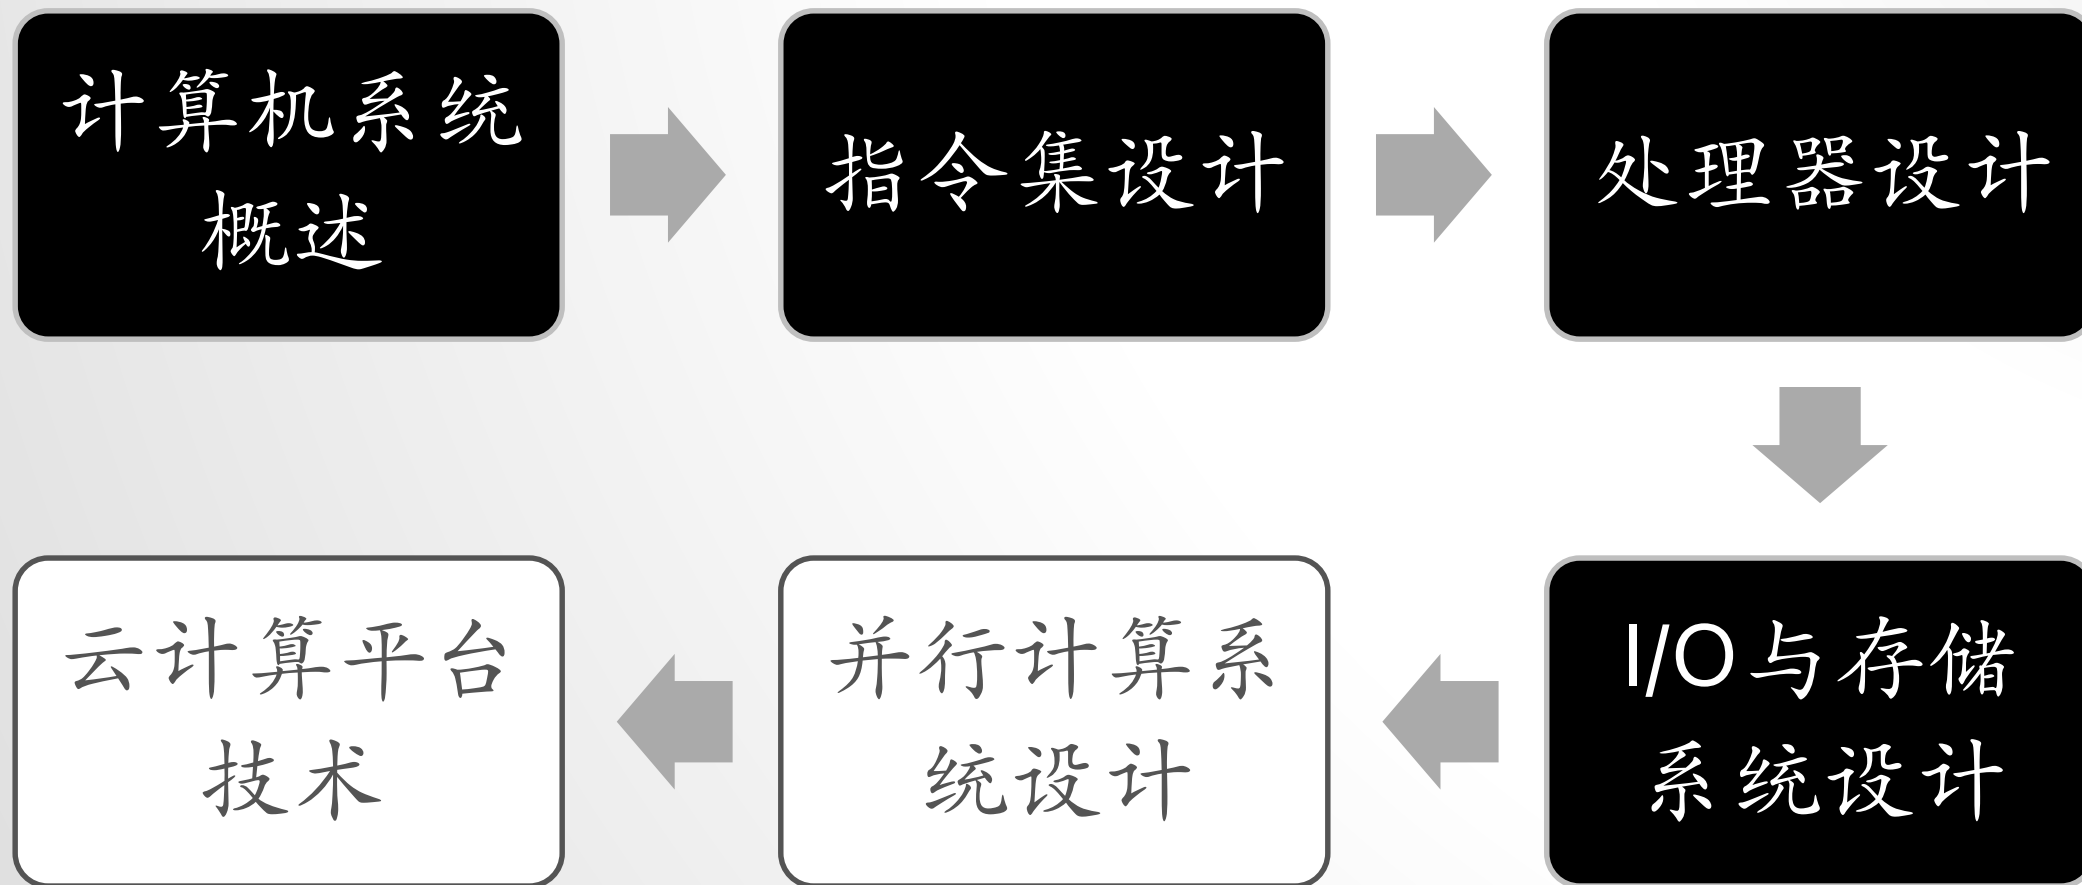 计算机系统
概述
指令集设计
处理器设计
I/O与存储
系统设计
并行计算系
统设计
云计算平台
技术